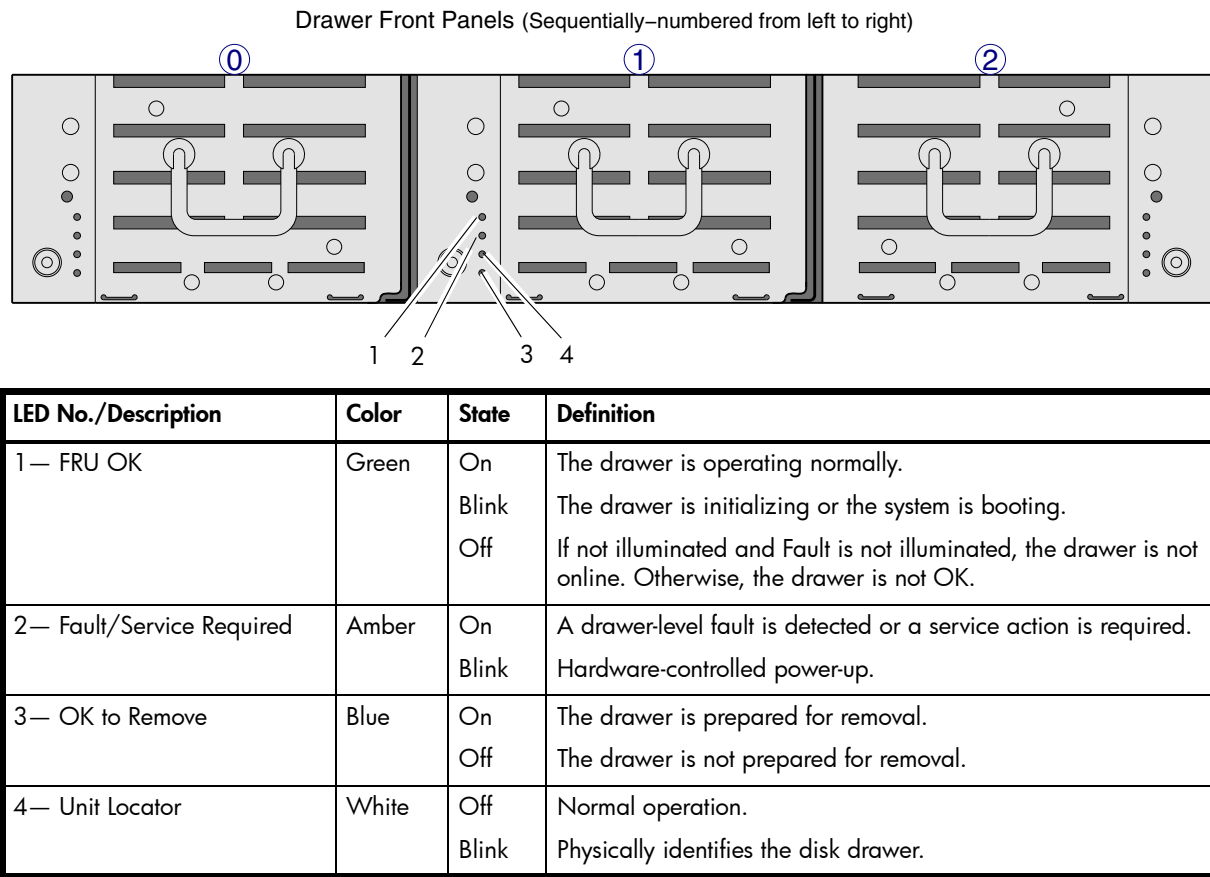 Drawer Front Panels (Sequentially–numbered from left to right)
0 1 2
1 2 3 4
LED No./Description Color State Definition
1— FRU OK Green On The drawer is operating normally.
Blink The drawer is initializing or the system is booting.
Off If not illuminated and Fault is not illuminated, the drawer is not
online. Otherwise, the drawer is not OK.
2— Fault/Service Required Amber On A drawer-level fault is detected or a service action is required.
Blink Hardware-controlled power-up.
3— OK to Remove Blue On The drawer is prepared for removal.
Off The drawer is not prepared for removal.
4— Unit Locator White Off Normal operation.
Blink Physically identifies the disk drawer.